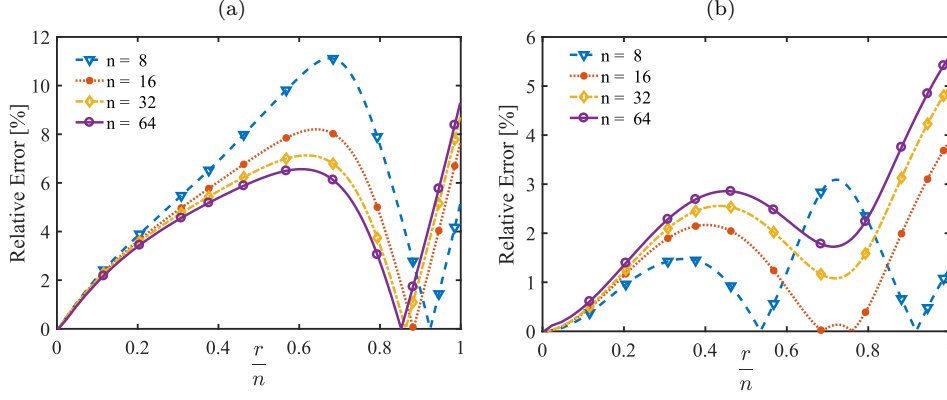 (a)
Relative Error [%]
12
10
8
6
4
2
0
n = 8
n = 16
n = 32
n = 64
0
0.2
0.4
0.6
0.8
1
r
n
(b)
Relative Error [%]
6
5
4
3
2
1
0
n = 8
n = 16
n = 32
n = 64
0
0.2
0.4
0.6
0.8
1
r
n